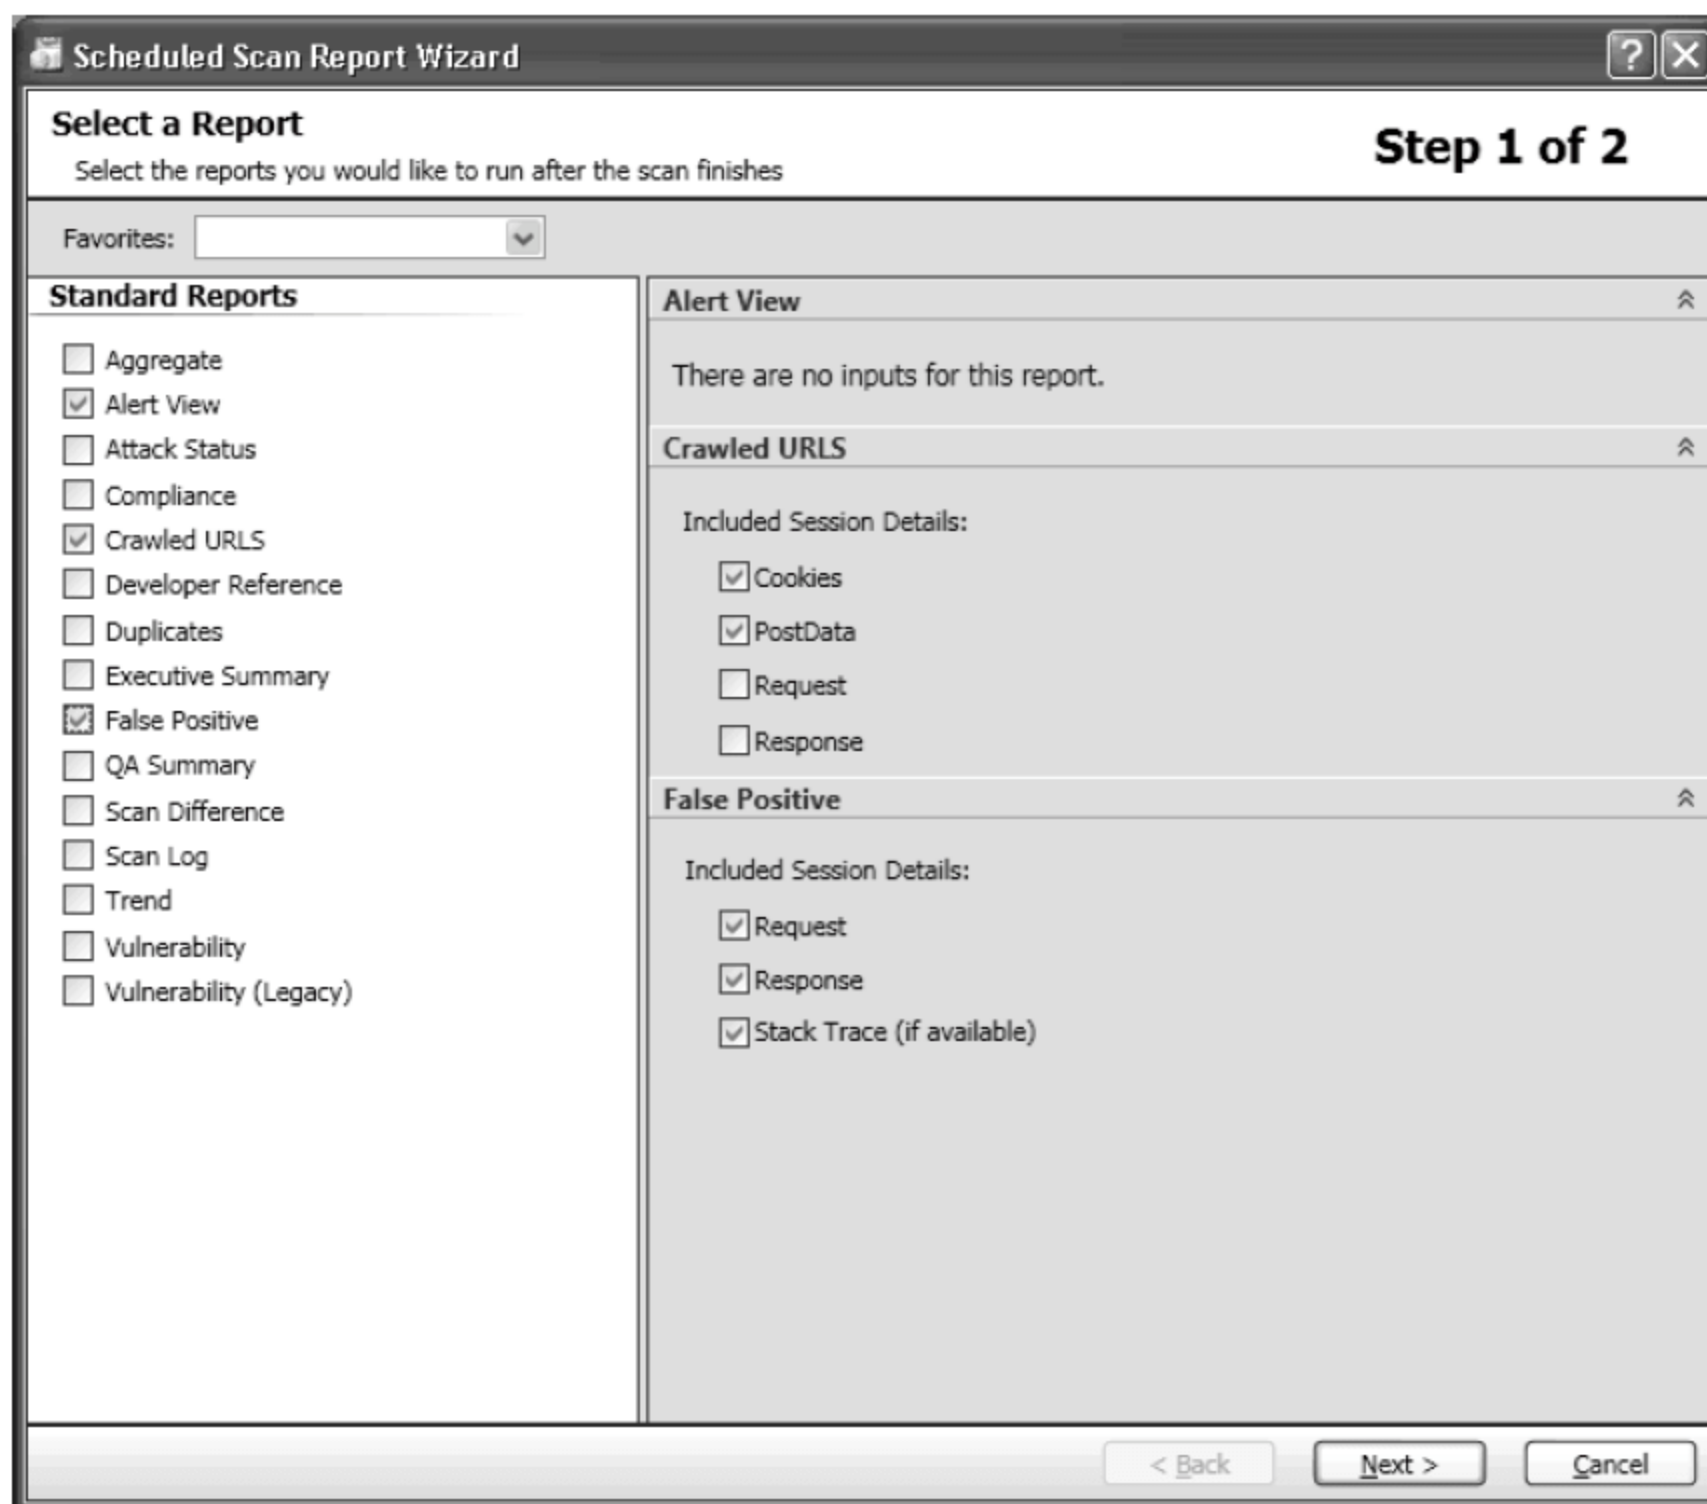 Scheduled Scan Report Wizard
Select a Report
Select the reports you would like to run after the scan finishes
Step 1 of 2
Favorites:
Standard Reports
Aggregate
Alert View
Attack Status
Compliance
Crawled URLS
Developer Reference
Duplicates
Executive Summary
False Positive
QA Summary
Scan Difference
Scan Log
Trend
Vulnerability
Vulnerability (Legacy)
Alert View
There are no inputs for this report.
Crawled URLS
Included Session Details:
Cookies
PostData
Request
Response
False Positive
Included Session Details:
Request
Response
Stack Trace (if available)
< Back
Next >
Cancel